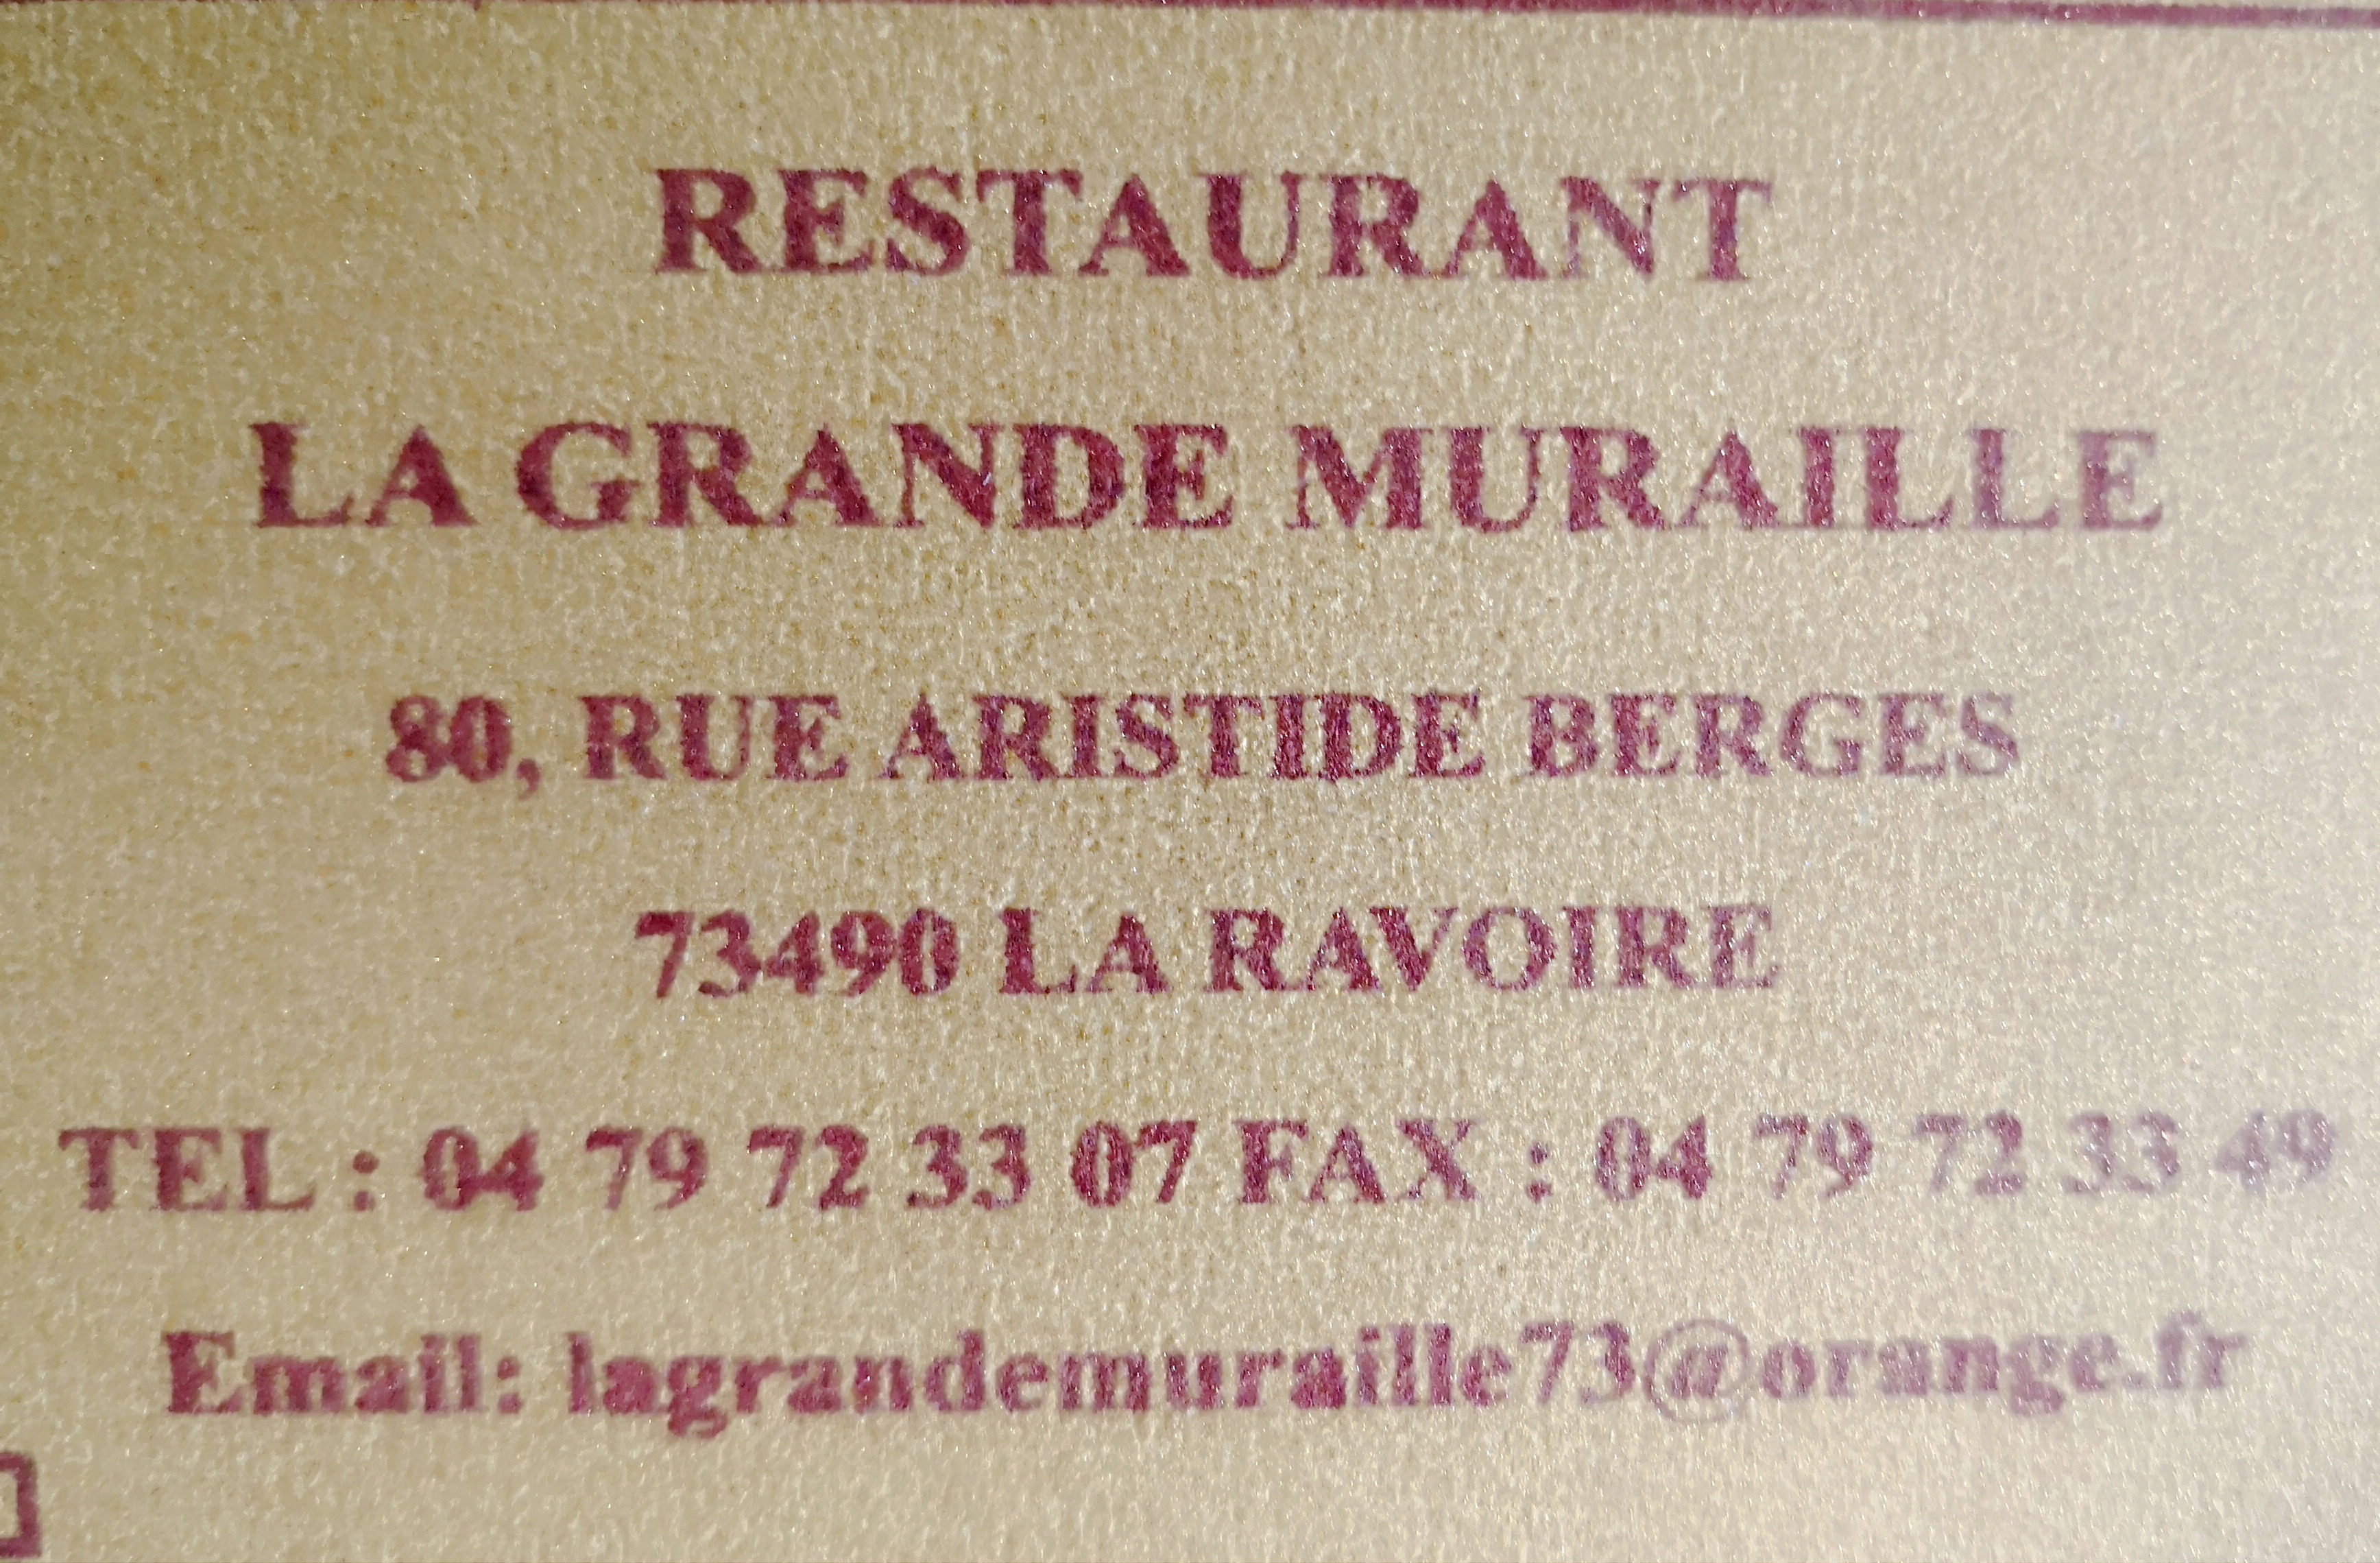 RESTAURANT
LA GRANDE MURAILLE
80, RUE ARISTIDE BERGES
73490 LA RAVOIRE
TEL : 04 79 72 33 07 FAX : 04 79 72 33 49
Email: lagrandemuraille73@orange.fr